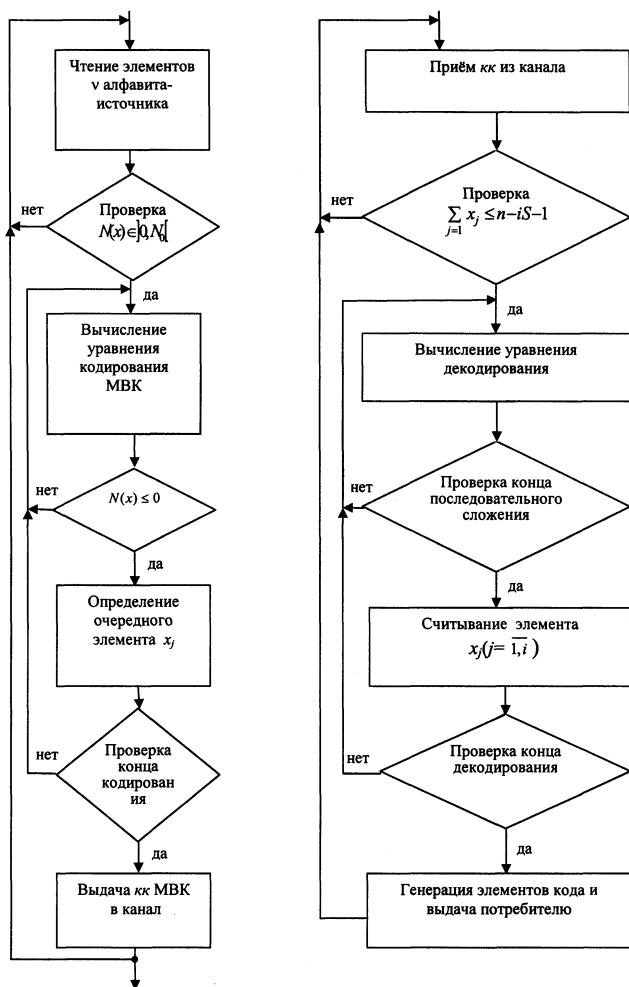 Чтение элементов
ν алфавита-
источника
нет
Проверка
N(x)∈]0,N₀[
да
Вычисление
уравнения
кодирования
МВК
нет
N(x) ≤ 0
да
Определение
очередного
элемента xⱼ
нет
Проверка
конца
кодирован
ия
да
Выдача кк МВК
в канал
Приём кк из канала
нет
Проверка
∑ xⱼ ≤ n−iS−1
j=1
да
Вычисление уравнения
декодирования
нет
Проверка конца
последовательного
сложения
да
Считывание элемента
xⱼ(j= 1,i )
нет
Проверка конца
декодирования
да
Генерация элементов кода и
выдача потребителю